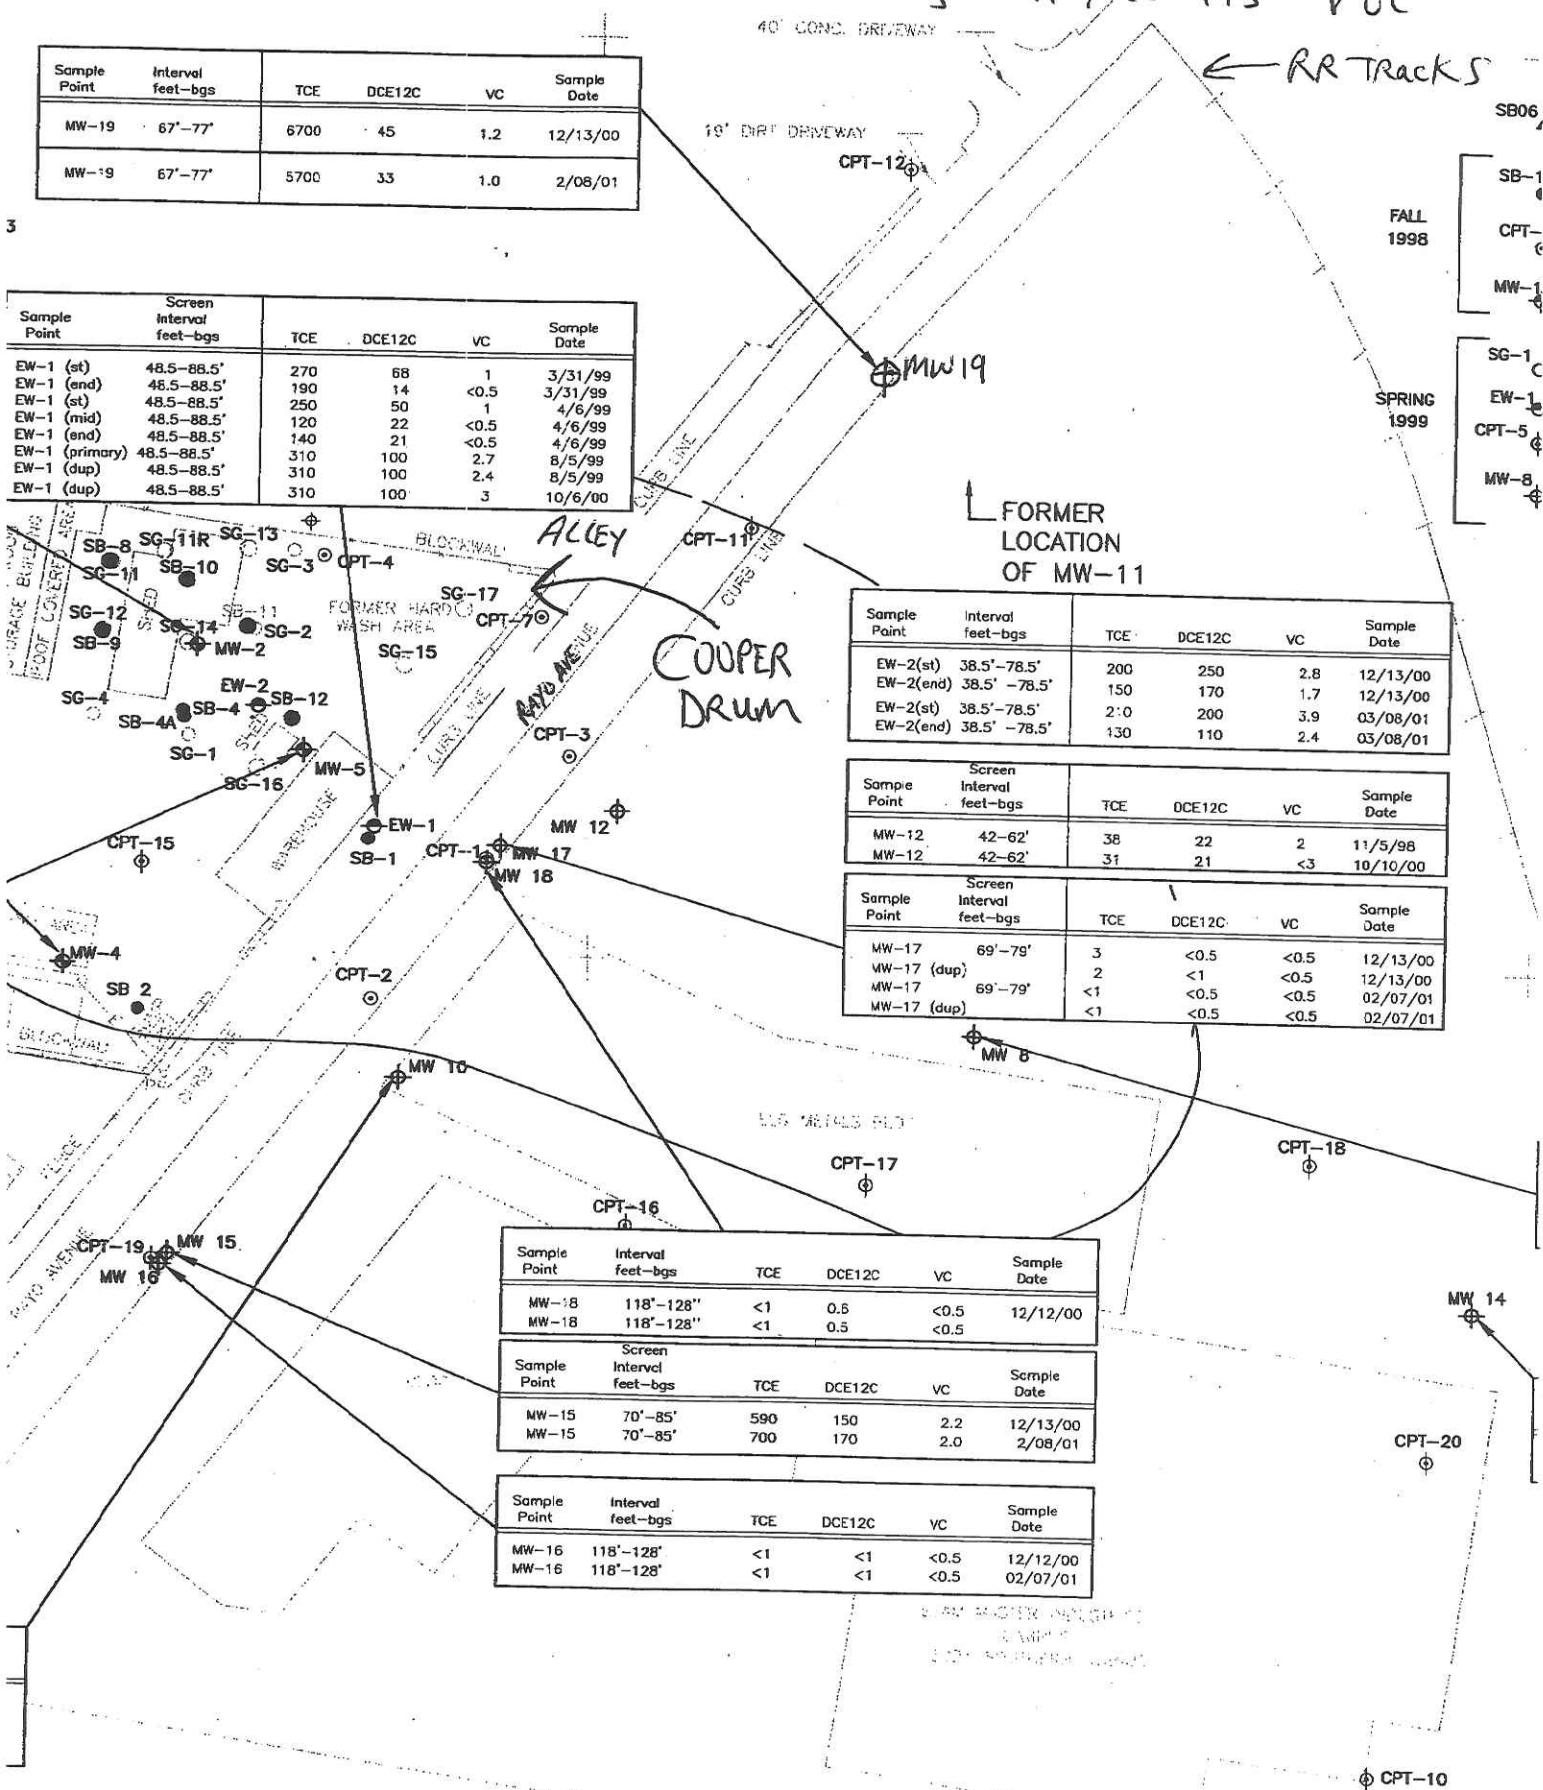 40' CONC. DRIVEWAY
RR TRacKS
Sample Point Interval feet-bgs TCE DCE12C VC Sample Date
MW-19 67'-77' 6700 45 1.2 12/13/00
MW-19 67'-77' 5700 33 1.0 2/08/01
19' DIRT DRIVEWAY
CPT-12
SB06
SB-1
FALL
1998
CPT-
MW-1
3
Sample Point Screen Interval feet-bgs TCE DCE12C VC Sample Date
EW-1 (st) 48.5-88.5' 270 68 1 3/31/99
EW-1 (end) 48.5-88.5' 190 14 <0.5 3/31/99
EW-1 (st) 48.5-88.5' 250 50 1 4/6/99
EW-1 (mid) 48.5-88.5' 120 22 <0.5 4/6/99
EW-1 (end) 48.5-88.5' 140 21 <0.5 4/6/99
EW-1 (primary) 48.5-88.5' 310 100 2.7 8/5/99
EW-1 (dup) 48.5-88.5' 310 100 2.4 8/5/99
EW-1 (dup) 48.5-88.5' 310 100 3 10/6/00
MW19
SG-1
SPRING
1999
EW-1
CPT-5
MW-8
CURB LINE
FORMER
LOCATION
OF MW-11
ALLEY
BLOCKWALL
CPT-11
CURB LINE
STORAGE BUILDING
ROOF COVERED AREA
SB-8
SG-11R
SG-13
SG-11
SB-10
SG-3
CPT-4
SG-17
CPT-7
SG-12
SHED
SB-11
FORMER HARD
WASH AREA
SB-9
SG-14
SG-2
MW-2
SG-15
COOPER
DRUM
RAYO AVE
AVENUE
SG-4
EW-2
SB-4
SB-12
SB-4A
SG-1
SHED
CURB LINE
CPT-3
SG-16
MW-5
Sample Point Interval feet-bgs TCE DCE12C VC Sample Date
EW-2(st) 38.5'-78.5' 200 250 2.8 12/13/00
EW-2(end) 38.5' -78.5' 150 170 1.7 12/13/00
EW-2(st) 38.5'-78.5' 210 200 3.9 03/08/01
EW-2(end) 38.5' -78.5' 130 110 2.4 03/08/01
Sample Point Screen Interval feet-bgs TCE DCE12C VC Sample Date
MW-12 42-62' 38 22 2 11/5/98
MW-12 42-62' 31 21 <3 10/10/00
WAREHOUSE
EW-1
SB-1
MW 12
CPT-15
CPT-1
MW 17
MW 18
Sample Point Screen Interval feet-bgs TCE DCE12C VC Sample Date
MW-17 69'-79' 3 <0.5 <0.5 12/13/00
MW-17 (dup) 2 <1 <0.5 12/13/00
MW-17 69'-79' <1 <0.5 <0.5 02/07/01
MW-17 (dup) <1 <0.5 <0.5 02/07/01
MW-4
CPT-2
SB 2
BLOCKWALL
CURB LINE
MW 8
MW 10
FENCE
CPT-17
CPT-18
CPT-16
CPT-19
MW 15
MW 16
RAYO AVENUE
Sample Point Interval feet-bgs TCE DCE12C VC Sample Date
MW-18 118'-128" <1 0.6 <0.5 12/12/00
MW-18 118'-128" <1 0.5 <0.5
MW 14
Sample Point Screen Interval feet-bgs TCE DCE12C VC Sample Date
MW-15 70'-85' 590 150 2.2 12/13/00
MW-15 70'-85' 700 170 2.0 2/08/01
CPT-20
Sample Point Interval feet-bgs TCE DCE12C VC Sample Date
MW-16 118'-128' <1 <1 <0.5 12/12/00
MW-16 118'-128' <1 <1 <0.5 02/07/01
CPT-10